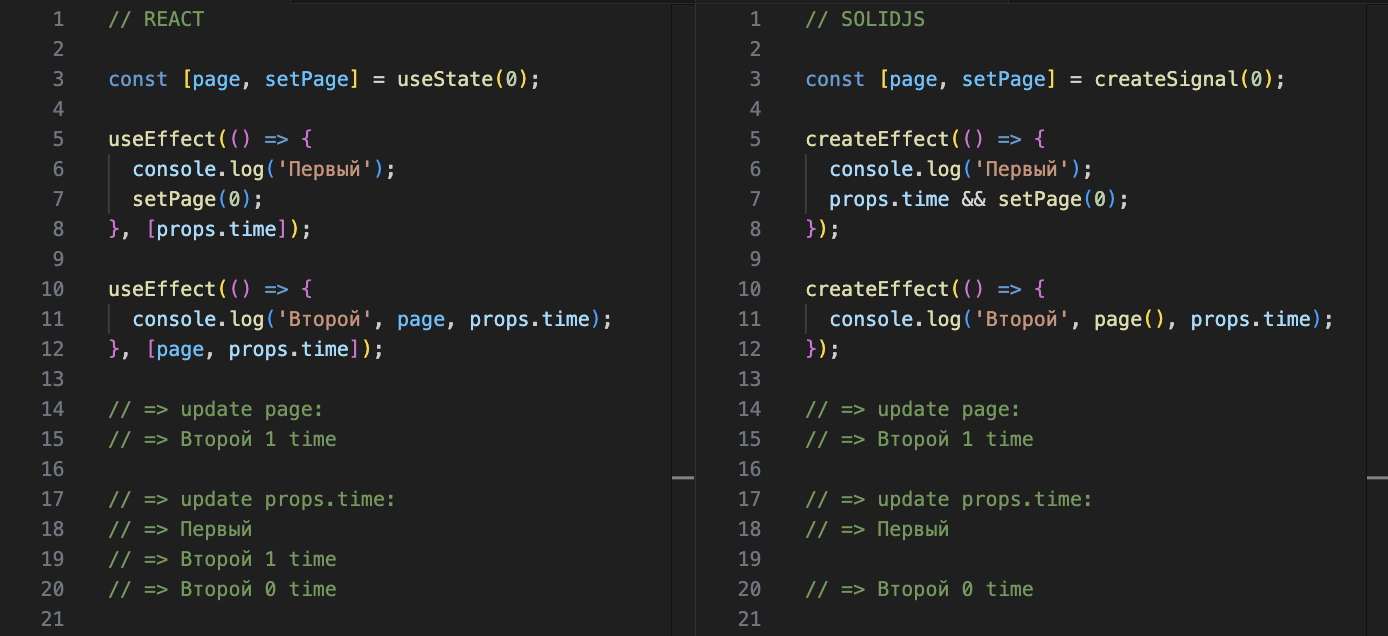 1 // REACT
2
3 const [page, setPage] = useState(0);
4
5 useEffect(() => {
6 console.log('Первый');
7 setPage(0);
8 }, [props.time]);
9
10 useEffect(() => {
11 console.log('Второй', page, props.time);
12 }, [page, props.time]);
13
14 // => update page:
15 // => Второй 1 time
16
17 // => update props.time:
18 // => Первый
19 // => Второй 1 time
20 // => Второй 0 time
21
1 // SOLIDJS
2
3 const [page, setPage] = createSignal(0);
4
5 createEffect(() => {
6 console.log('Первый');
7 props.time && setPage(0);
8 });
9
10 createEffect(() => {
11 console.log('Второй', page(), props.time);
12 });
13
14 // => update page:
15 // => Второй 1 time
16
17 // => update props.time:
18 // => Первый
19
20 // => Второй 0 time
21